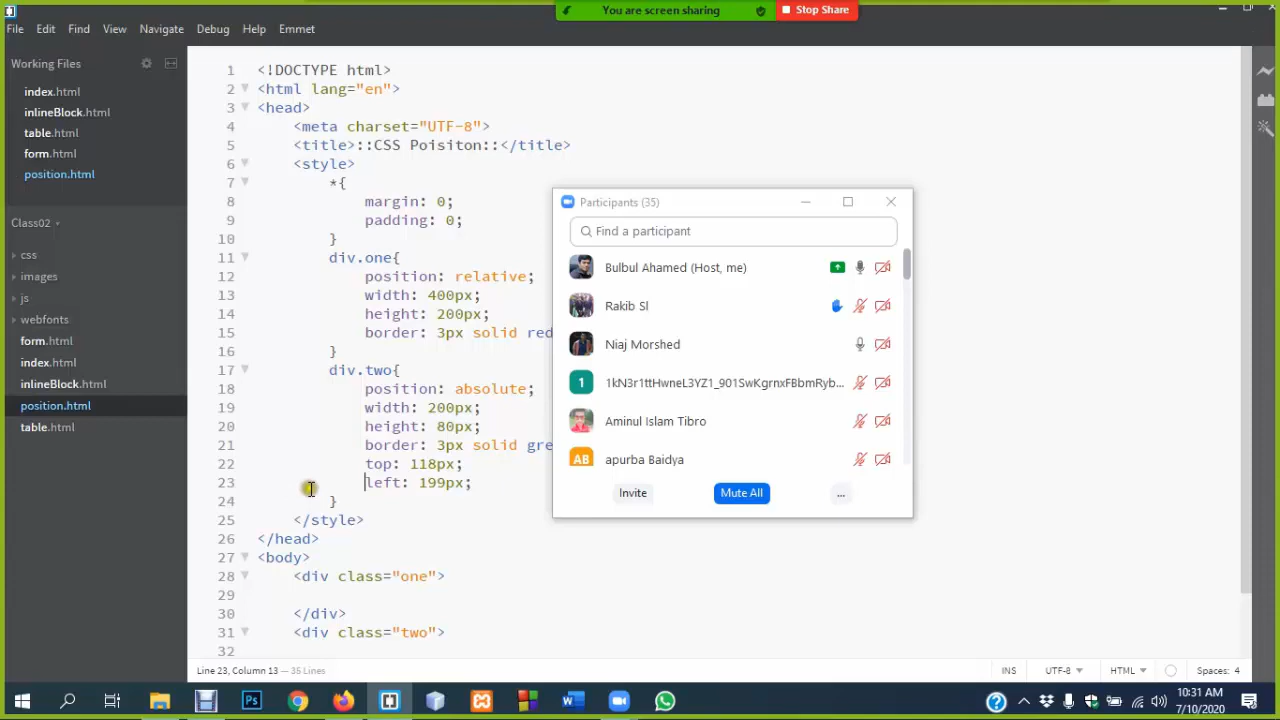 You are screen sharing
Stop Share
File Edit Find View Navigate Debug Help Emmet
Working Files
index.html
inlineBlock.html
table.html
form.html
position.html
Class02
css
images
js
webfonts
form.html
index.html
inlineBlock.html
position.html
table.html
1 <!DOCTYPE html>
2 <html lang="en">
3 <head>
4 <meta charset="UTF-8">
5 <title>::CSS Poisiton::</title>
6 <style>
7 *{
8 margin: 0;
9 padding: 0;
10 }
11 div.one{
12 position: relative;
13 width: 400px;
14 height: 200px;
15 border: 3px solid red
16 }
17 div.two{
18 position: absolute;
19 width: 200px;
20 height: 80px;
21 border: 3px solid gre
22 top: 118px;
23 left: 199px;
24 }
25 </style>
26 </head>
27 <body>
28 <div class="one">
29
30 </div>
31 <div class="two">
32
Participants (35)
Find a participant
Bulbul Ahamed (Host, me)
Rakib Sl
Niaj Morshed
1 1kN3r1ttHwneL3YZ1_901SwKgrnxFBbmRyb...
Aminul Islam Tibro
AB apurba Baidya
Invite Mute All ...
Line 23, Column 13 — 35 Lines
INS UTF-8 HTML Spaces: 4
Ps
10:31 AM
7/10/2020